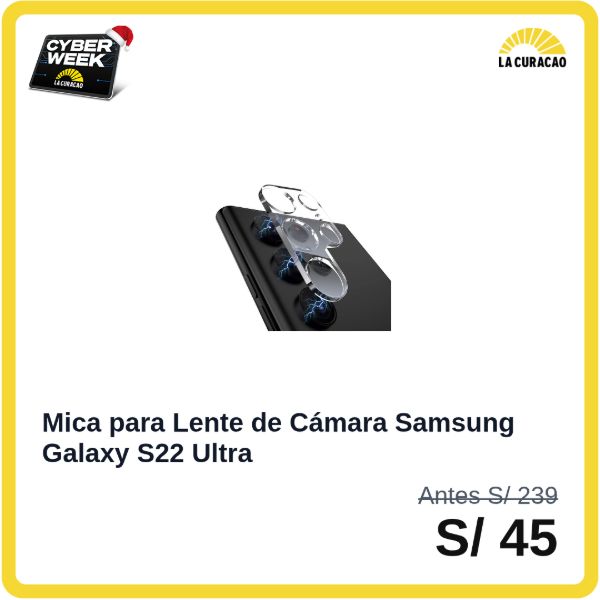 CYBER
WEEK
LA CURACAO
LA CURACAO
Mica para Lente de Cámara Samsung
Galaxy S22 Ultra
Antes S/ 239
S/ 45